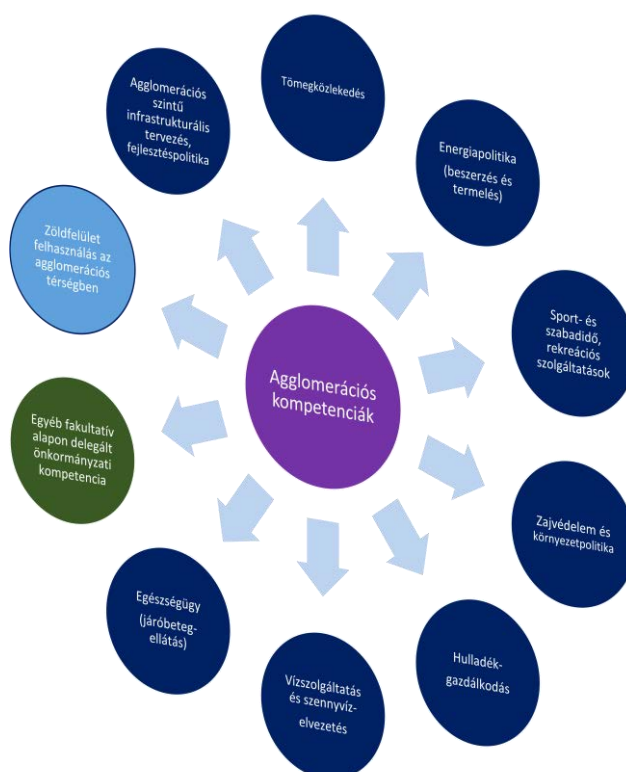 Tömegközlekedés
Energiapolitika
(beszerzés és
termelés)
Sport- és
szabadidő,
rekreációs
szolgáltatások
Zajvédelem és
környezetpolitika
Hulladék-
gazdálkodás
Vízszolgáltatás
és szennyvíz-
elvezetés
Egészségügy
(járóbeteg-
ellátás)
Egyéb fakultatív
alapon delegált
önkormányzati
kompetencia
Zöldfelület
felhasználás az
agglomerációs
térségben
Agglomerációs
szintű
infrastrukturális
tervezés,
fejlesztéspolitika
Agglomerációs
kompetenciák